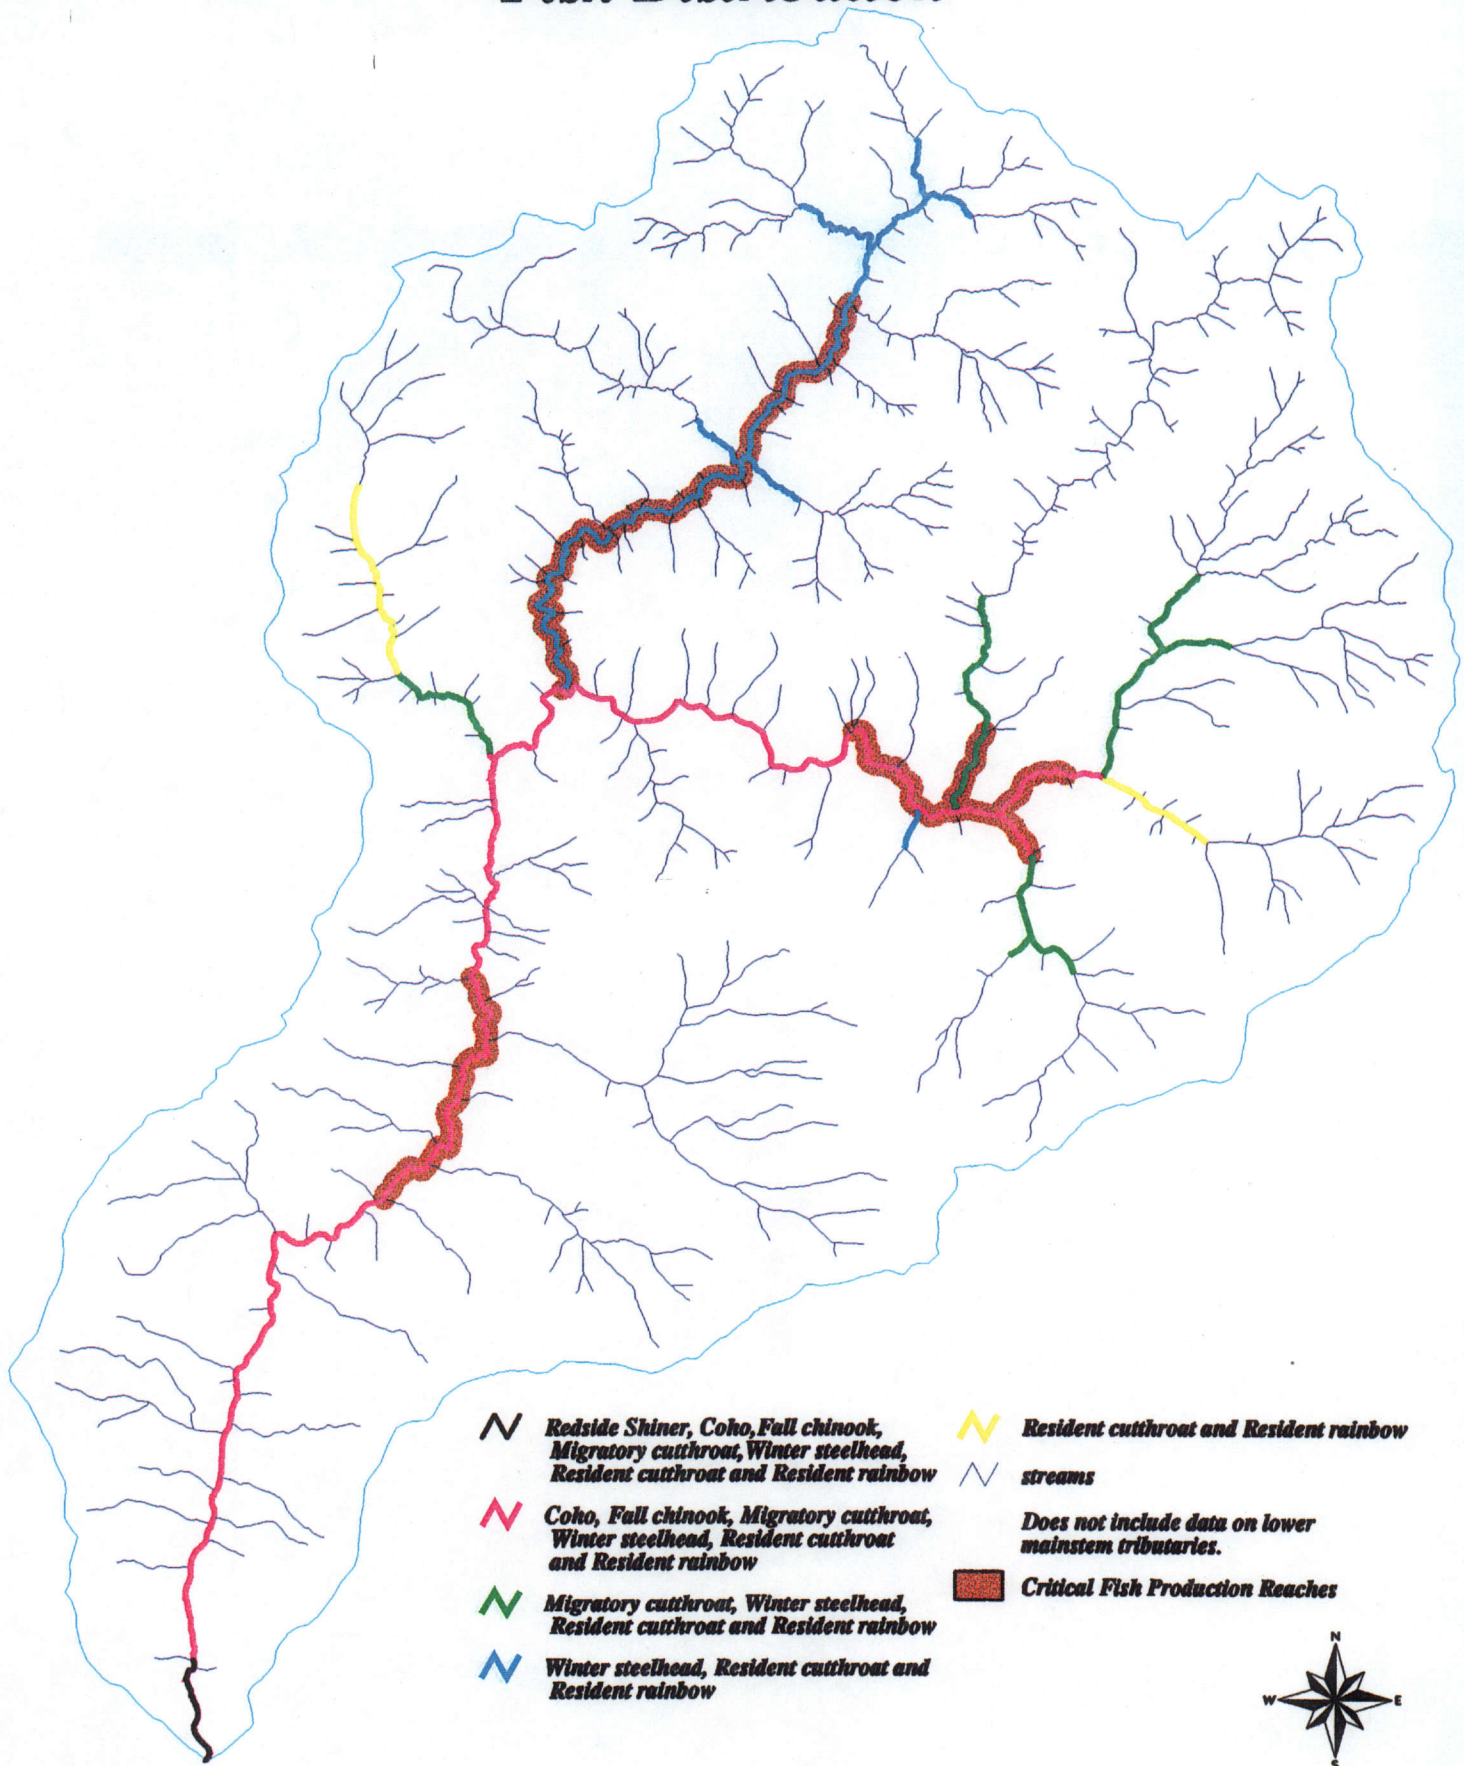 Fish Distribution
Redside Shiner, Coho, Fall chinook,
Migratory cutthroat, Winter steelhead,
Resident cutthroat and Resident rainbow
Coho, Fall chinook, Migratory cutthroat,
Winter steelhead, Resident cutthroat
and Resident rainbow
Migratory cutthroat, Winter steelhead,
Resident cutthroat and Resident rainbow
Winter steelhead, Resident cutthroat and
Resident rainbow
Resident cutthroat and Resident rainbow
streams
Does not include data on lower
mainstem tributaries.
Critical Fish Production Reaches
N
W E
S